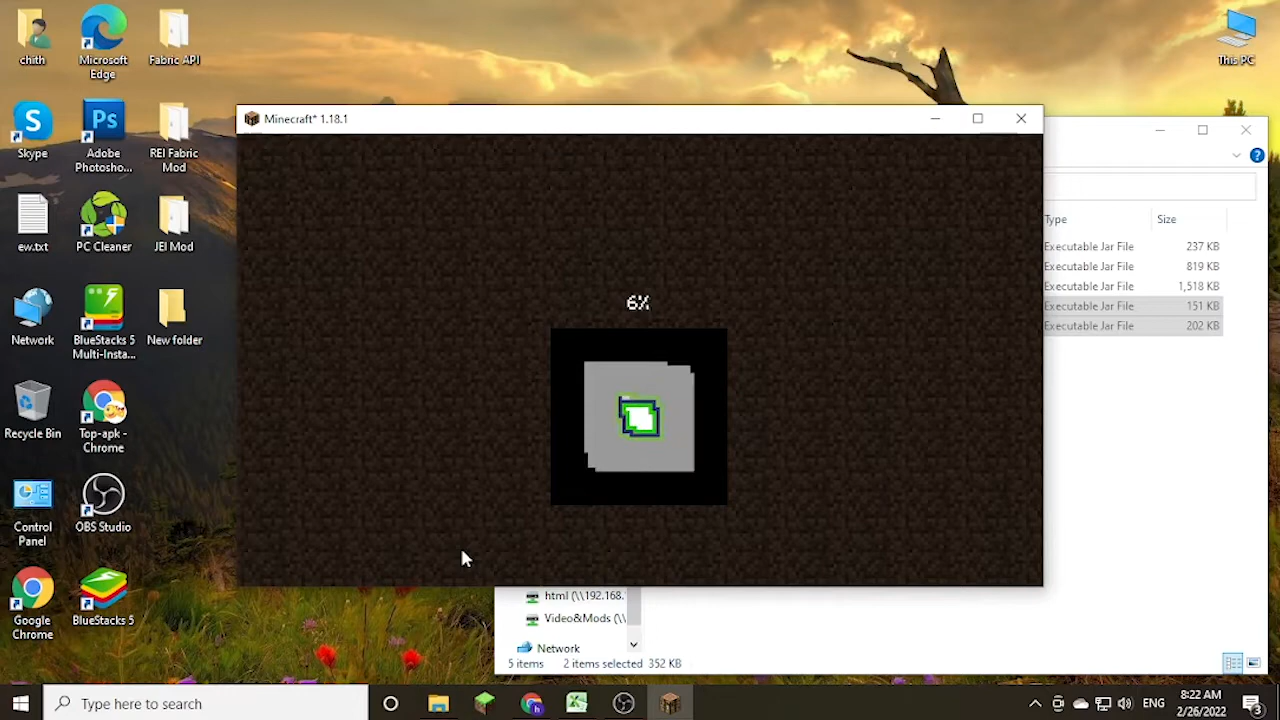 chith
Microsoft
Edge
Fabric API
This PC
Skype
Ps
Adobe
Photosho...
REI Fabric
Mod
ew.txt
PC Cleaner
JEI Mod
Network
BlueStacks 5
Multi-Insta...
New folder
Recycle Bin
Top-apk -
Chrome
Control
Panel
OBS Studio
Google
Chrome
BlueStacks 5
Minecraft* 1.18.1
6%
Type Size
Executable Jar File 237 KB
Executable Jar File 819 KB
Executable Jar File 1,518 KB
Executable Jar File 151 KB
Executable Jar File 202 KB
html (\\192.168.
Video&Mods (\\
Network
5 items 2 items selected 352 KB
Type here to search
ENG
8:22 AM
2/26/2022
3